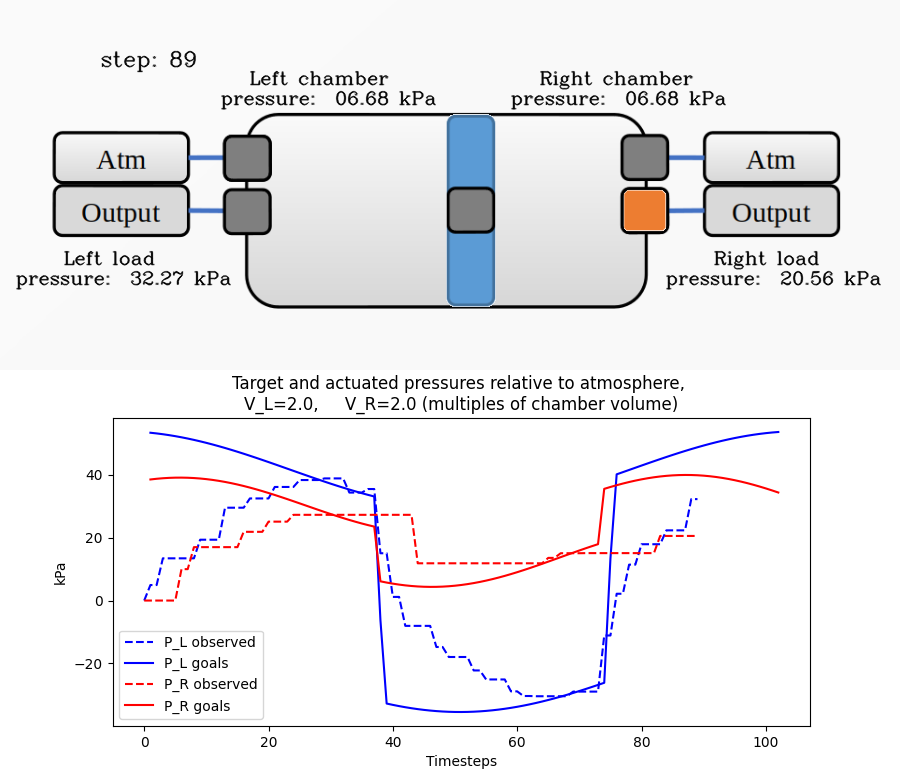 step: 89
Left chamber
pressure: 06.68 kPa
Right chamber
pressure: 06.68 kPa
Atm
Output
Atm
Output
Left load
pressure: 32.27 kPa
Right load
pressure: 20.56 kPa
Target and actuated pressures relative to atmosphere,
V_L=2.0, V_R=2.0 (multiples of chamber volume)
40
20
0
−20
kPa
P_L observed
P_L goals
P_R observed
P_R goals
0 20 40 60 80 100
Timesteps